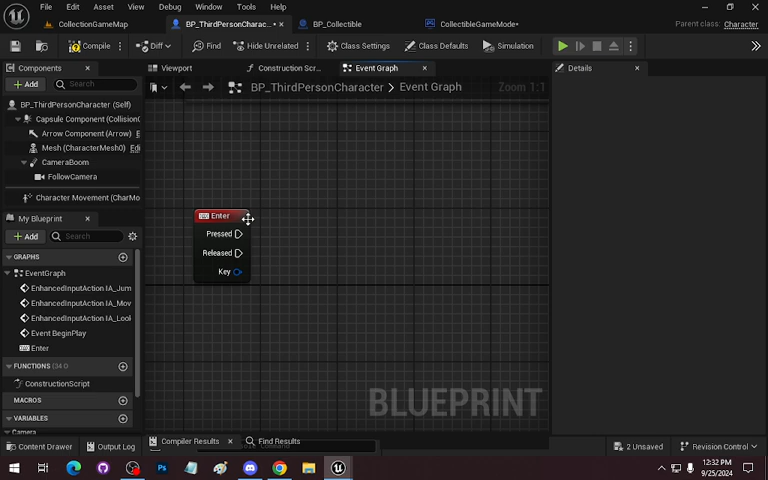 File Edit Asset View Debug Window Tools Help
CollectionGameMap BP_ThirdPersonCharac... • BP_Collectible CollectibleGameMode• Parent class: Character
Compile Diff Find Hide Unrelated Class Settings Class Defaults Simulation
Components Viewport Construction Scr... Event Graph Details
+ Add Search BP_ThirdPersonCharacter > Event Graph Zoom 1:1
BP_ThirdPersonCharacter (Self)
Capsule Component (Collision
Arrow Component (Arrow) E
Mesh (CharacterMesh0) Edi
CameraBoom
FollowCamera
Character Movement (CharMo
My Blueprint
+ Add Search
GRAPHS
EventGraph
EnhancedInputAction IA_Jum
EnhancedInputAction IA_Mov
EnhancedInputAction IA_Look
Event BeginPlay
Enter
FUNCTIONS
ConstructionScript
MACROS
VARIABLES
Camera
Enter
Pressed
Released
Key
BLUEPRINT
Compiler Results Find Results
Content Drawer Output Log 2 Unsaved Revision Control
12:32 PM
9/25/2024